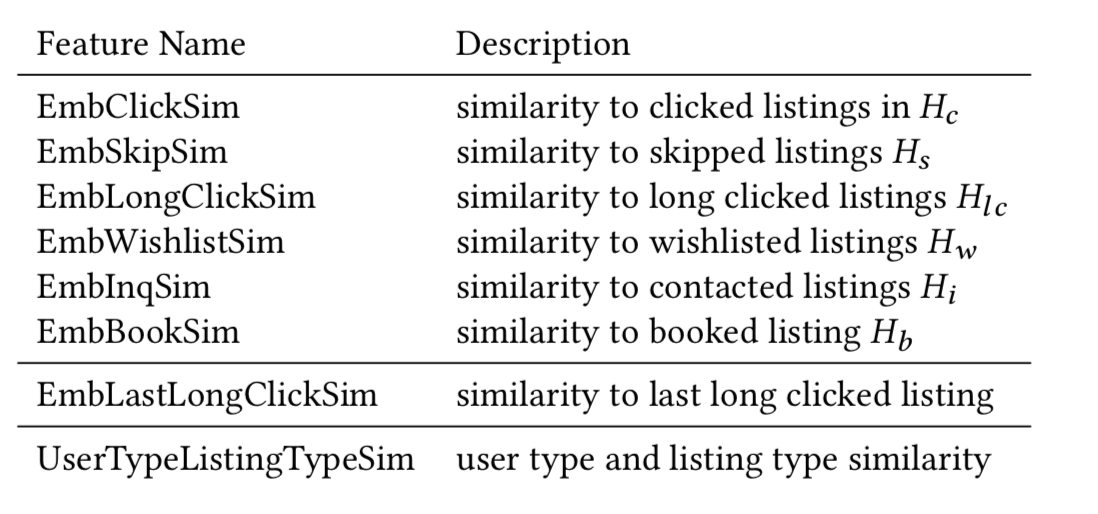 Feature Name Description
EmbClickSim similarity to clicked listings in H_c
EmbSkipSim similarity to skipped listings H_s
EmbLongClickSim similarity to long clicked listings H_lc
EmbWishlistSim similarity to wishlisted listings H_w
EmbInqSim similarity to contacted listings H_i
EmbBookSim similarity to booked listing H_b
EmbLastLongClickSim similarity to last long clicked listing
UserTypeListingTypeSim user type and listing type similarity